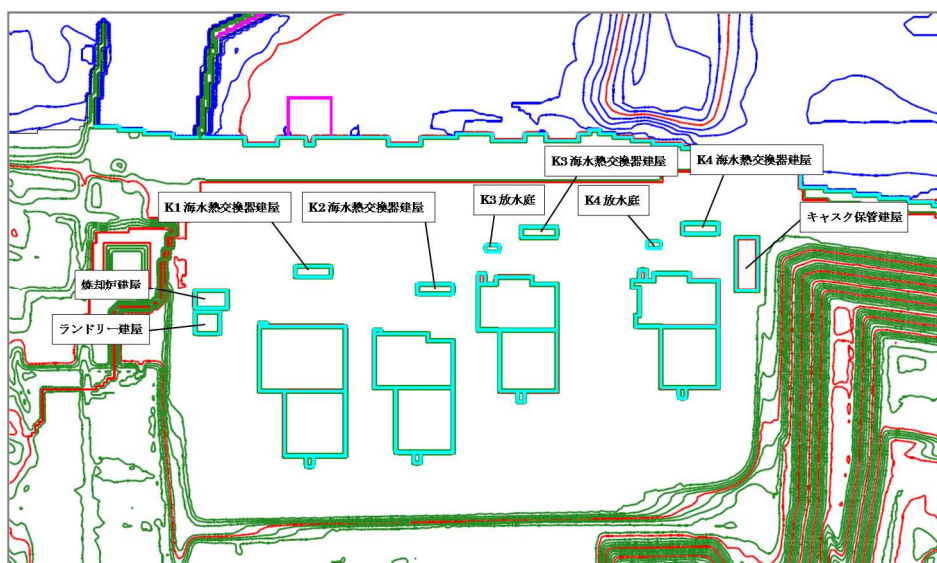 K3 海水熱交換器建屋
K4 海水熱交換器建屋
K1 海水熱交換器建屋
K2 海水熱交換器建屋
K3 放水庭
K4 放水庭
キャスク保管建屋
焼却炉建屋
ランドリー建屋